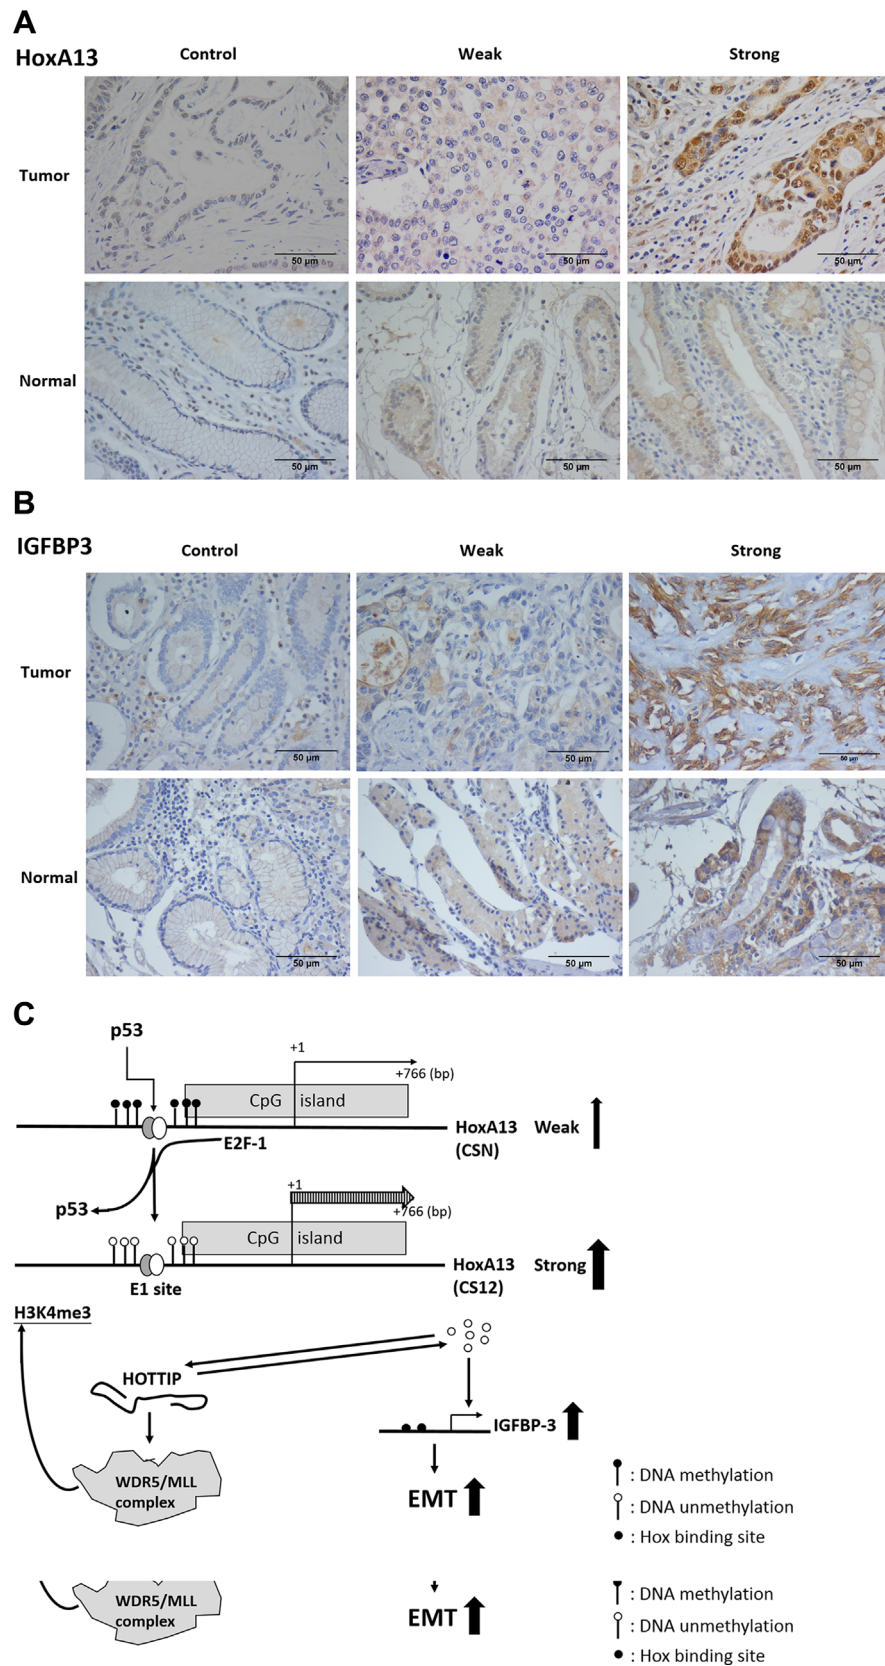 A
HoxA13
Control
Weak
Strong
Tumor
50 µm
50 µm
50 µm
Normal
50 µm
50 µm
50 µm
B
IGFBP3
Control
Weak
Strong
Tumor
50 µm
50 µm
50 µm
Normal
50 µm
50 µm
50 µm
C
p53
+1
+766 (bp)
CpG island
HoxA13
(CSN)
Weak
E2F-1
p53
+1
+766 (bp)
CpG island
HoxA13
(CS12)
Strong
E1 site
H3K4me3
HOTTIP
IGFBP-3
WDR5/MLL
complex
EMT
: DNA methylation
: DNA unmethylation
: Hox binding site
WDR5/MLL
complex
EMT
: DNA methylation
: DNA unmethylation
: Hox binding site